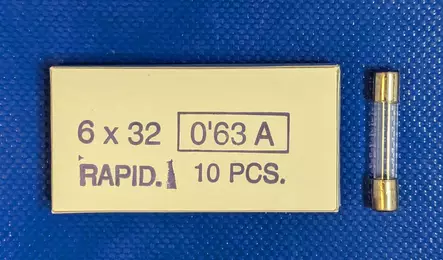 6 x 32 0'63 A
RAPID. 10 PCS.